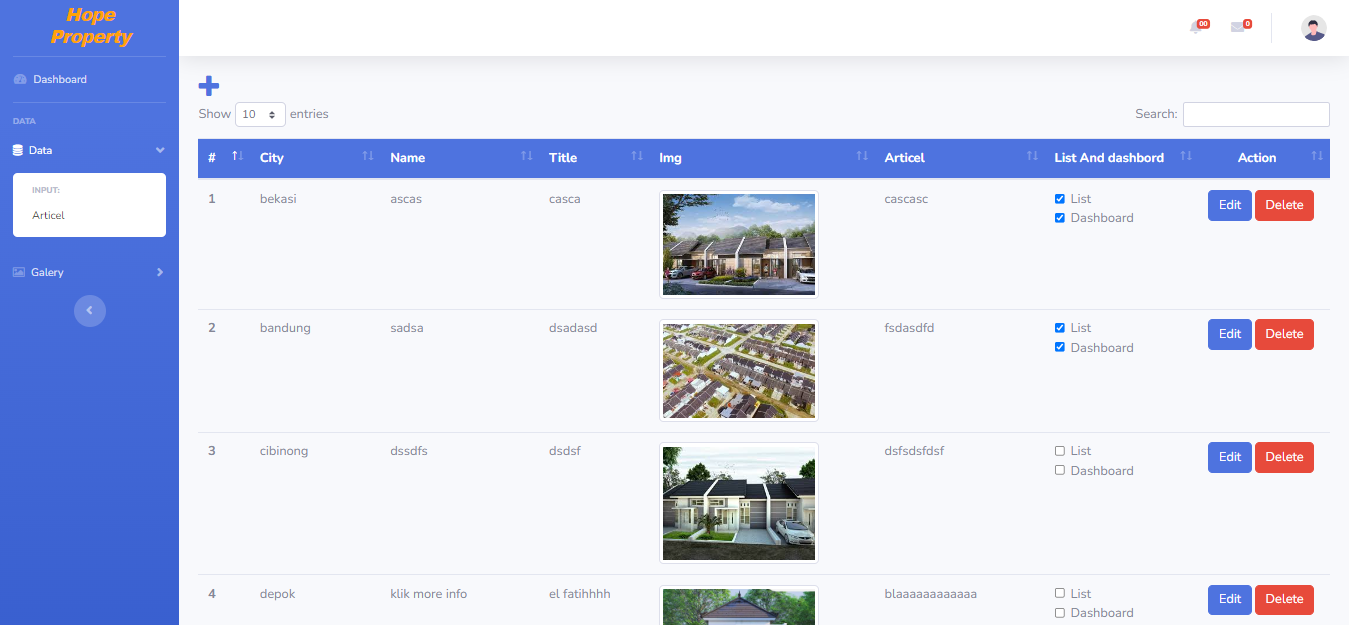 Hope
Property
00
0
Dashboard
DATA
Data
INPUT:
Articel
Galery
Show 10 entries
Search:
# City Name Title Img Articel List And dashbord Action
1 bekasi ascas casca cascasc List Edit Delete
Dashboard
2 bandung sadsa dsadasd fsdasdfd List Edit Delete
Dashboard
3 cibinong dssdfs dsdsf dsfsdsfdsf List Edit Delete
Dashboard
4 depok klik more info el fatihhhh blaaaaaaaaaaaa List Edit Delete
Dashboard